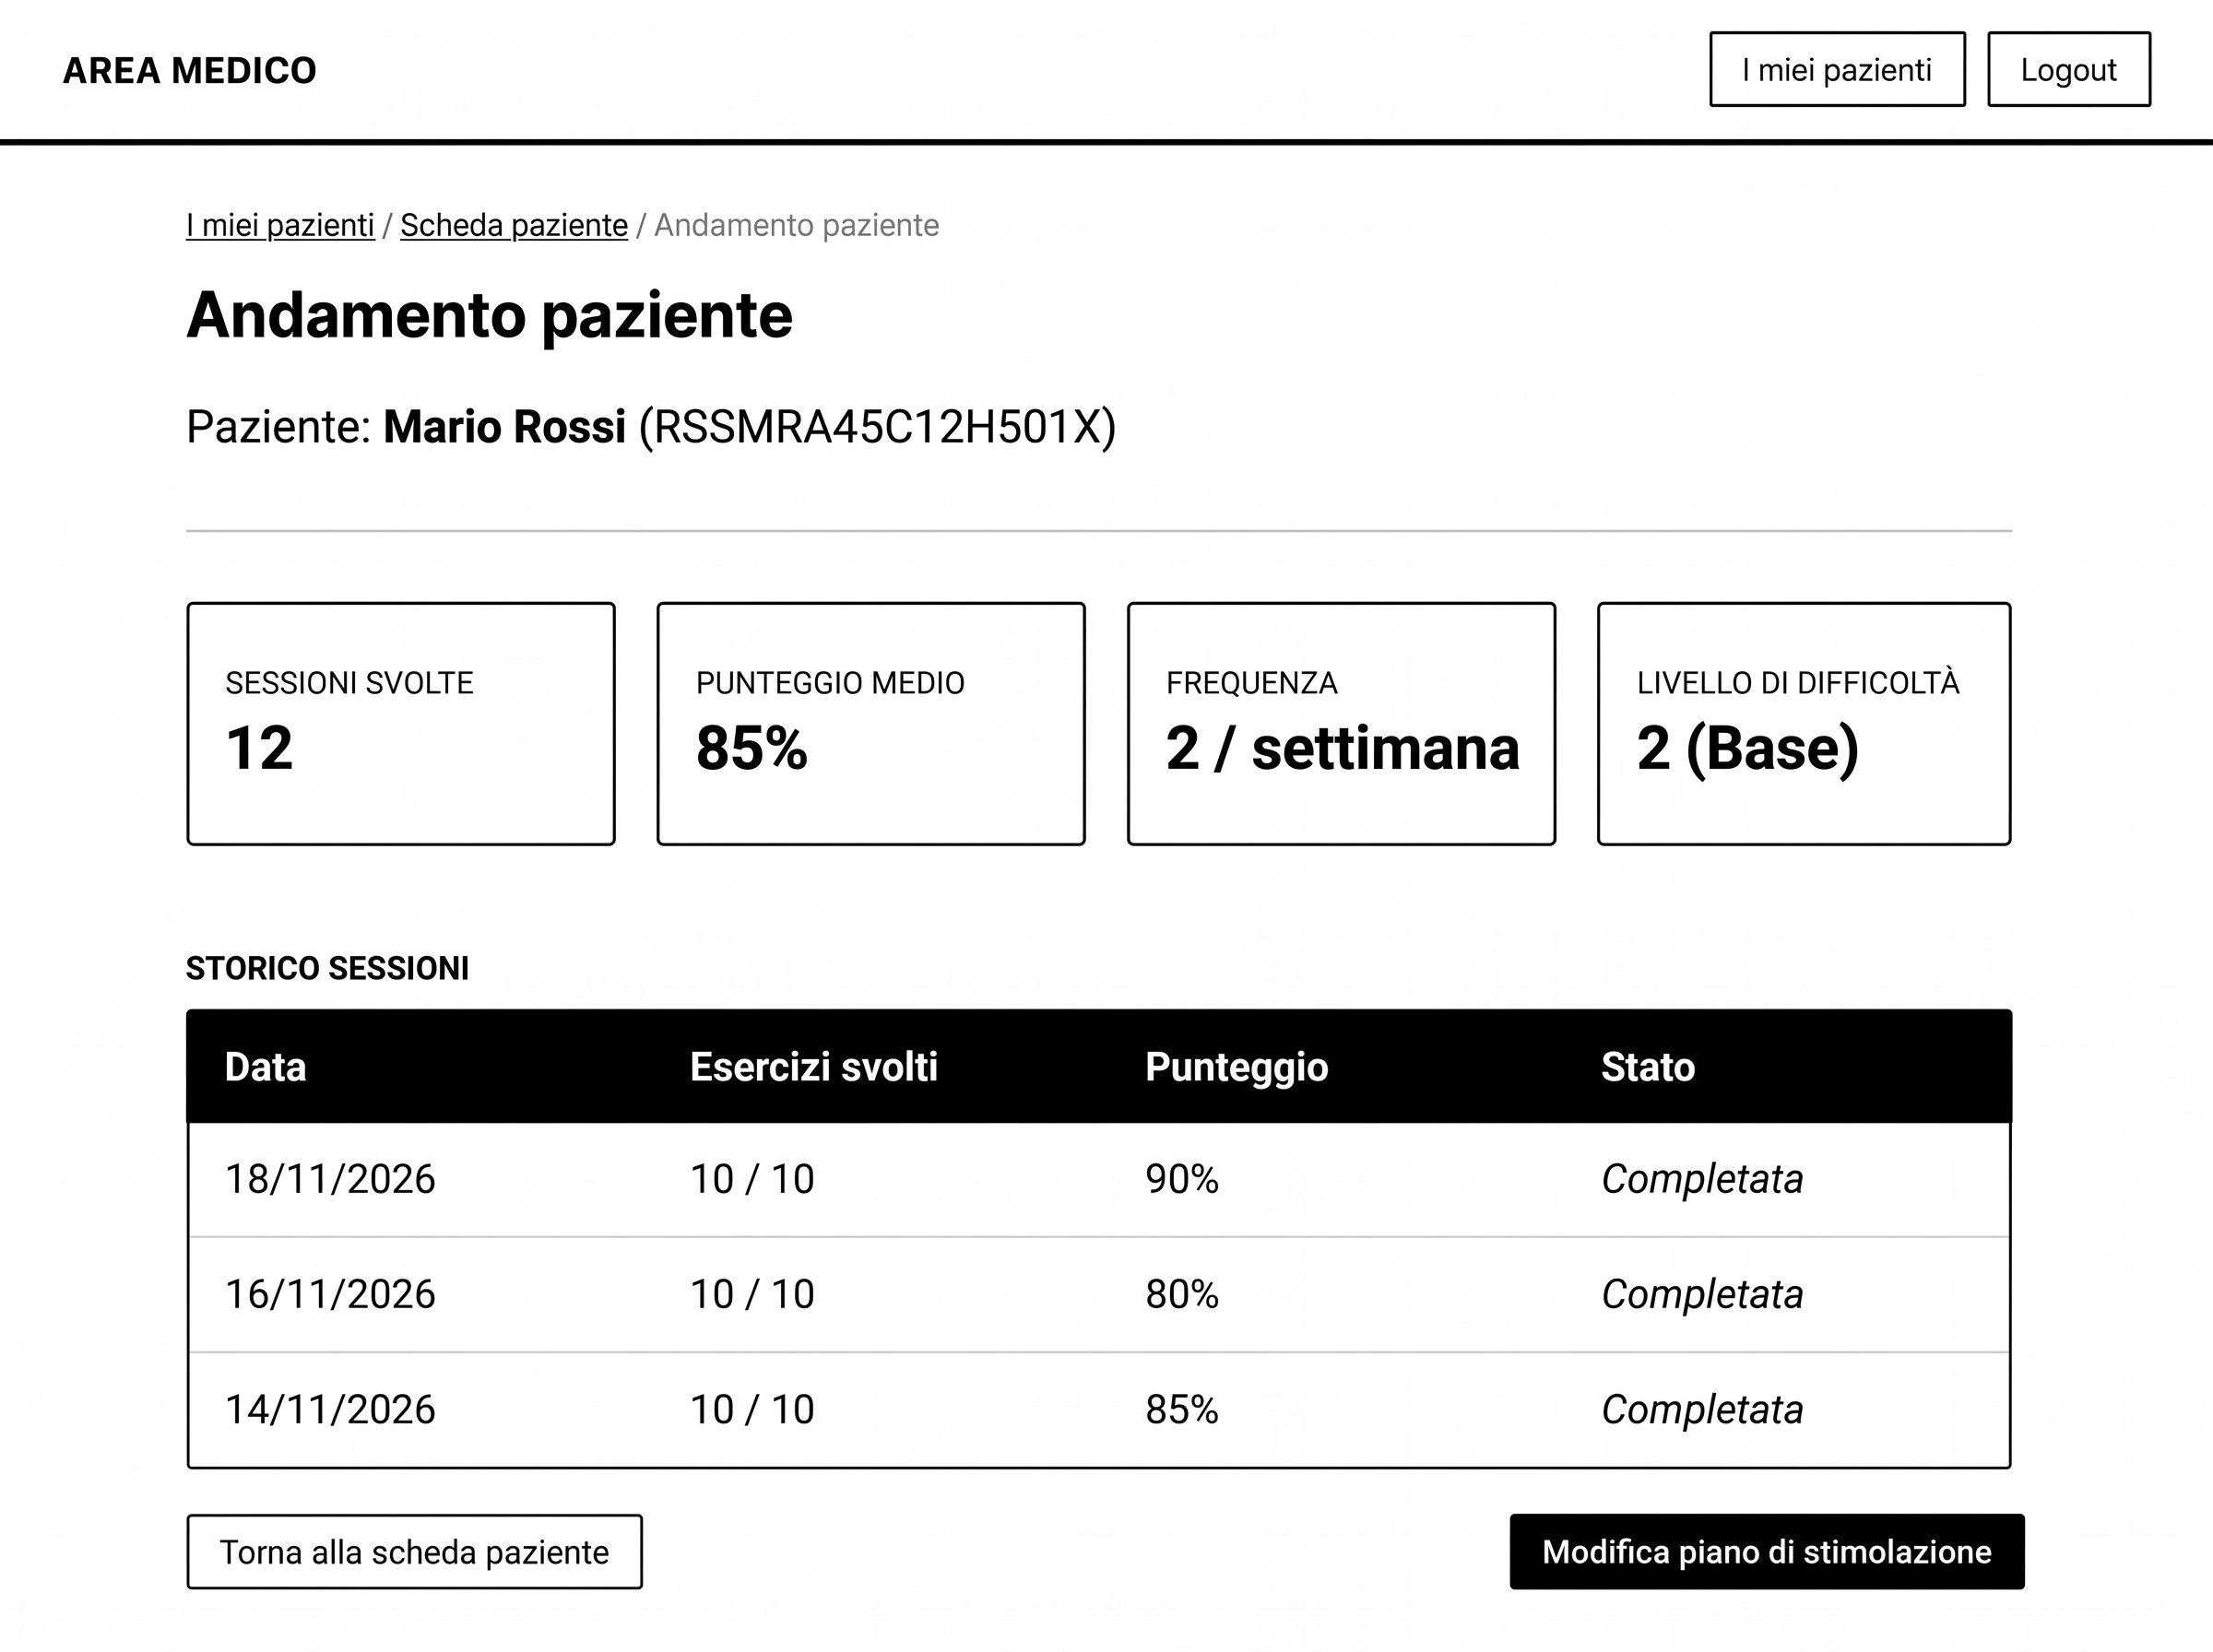 AREA MEDICO
I miei pazienti
Logout
I miei pazienti / Scheda paziente / Andamento paziente
Andamento paziente
Paziente: Mario Rossi (RSSMRA45C12H501X)
SESSIONI SVOLTE
12
PUNTEGGIO MEDIO
85%
FREQUENZA
2 / settimana
LIVELLO DI DIFFICOLTÀ
2 (Base)
STORICO SESSIONI
Data Esercizi svolti Punteggio Stato
18/11/2026 10 / 10 90% Completata
16/11/2026 10 / 10 80% Completata
14/11/2026 10 / 10 85% Completata
Torna alla scheda paziente
Modifica piano di stimolazione